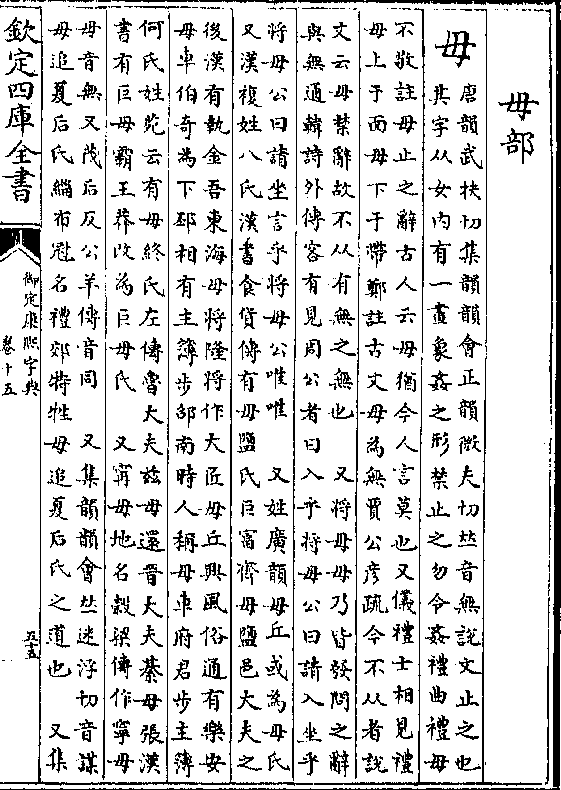 毋部
毋
唐韻武扶切集韻韻會正韻微夫切𠀤音無說文止之也
其字从女內有一畫象姦之形禁止之勿令姦禮曲禮毋
不敬註毋止之辭古人云毋猶今人言莫也又儀禮士相見禮
毋上于面毋下于帶鄭註古文毋為無賈公彥疏今不从者說
文云毋禁辭故不从有無之無也 又將毋毋乃皆發問之辭
與無通韓詩外傳客有見周公者曰入乎將毋公曰請入坐乎
將毋公曰請坐言乎將毋公唯唯 又姓廣韻毋丘或為毋氏
又漢複姓八氏漢書食貨傳有毋鹽氏巨富齊毋鹽邑大夫之
後漢有執金吾東海毋將隆將作大匠毋丘興風俗通有樂安
毋車伯奇為下邳相有主簿步邵南時人稱毋車府君步主簿
何氏姓苑云有毋終氏左傳魯大夫茲毋還晉大夫綦毋張漢
書有巨毋霸王莽改為巨毋氏 又甯毋地名穀梁傳作寧毋
毋音無又茂后反公羊傳音同 又集韻韻會𠀤迷浮切音謀
毋追夏后氏緇布冠名禮郊特牲毋追夏后氏之道也 又集
欽定四庫全書
御定康熙字典
卷十五
五五